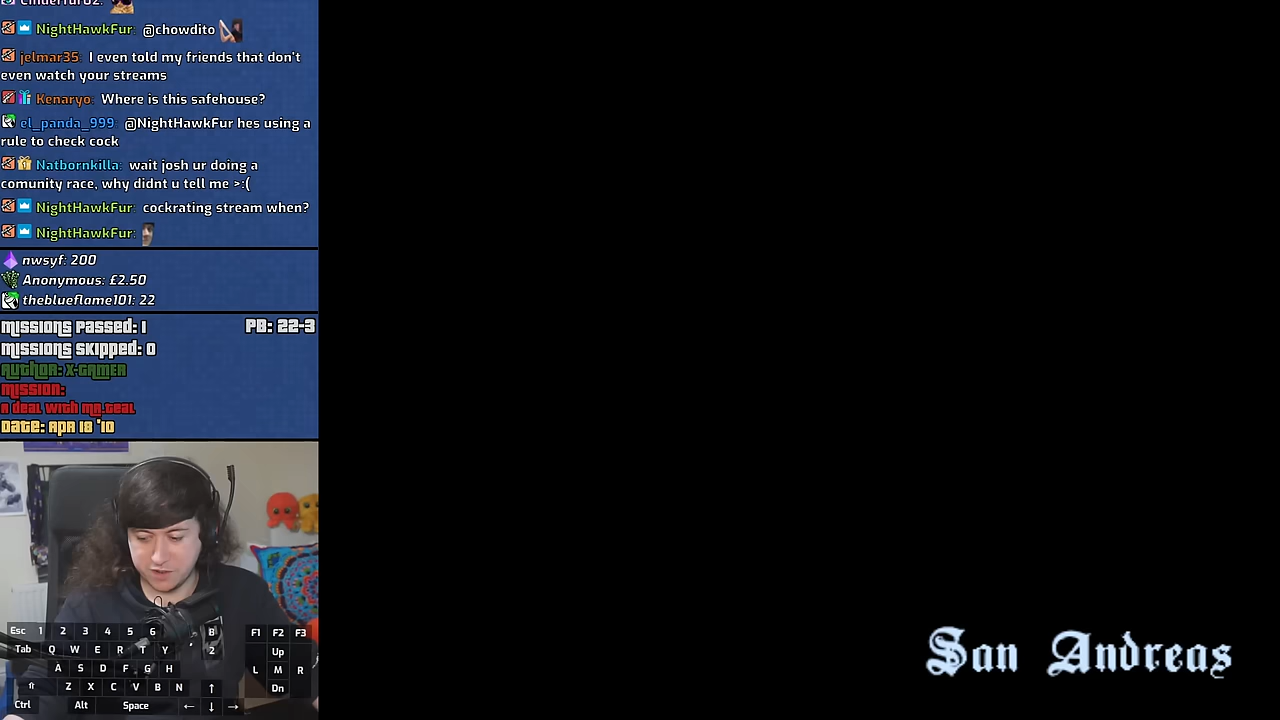 NightHawkFur: @chowdito
jelmar35: I even told my friends that don't
even watch your streams
Kenaryo: Where is this safehouse?
el_panda_999: @NightHawkFur hes using a
rule to check cock
Natbornkilla: wait josh ur doing a
comunity race, why didnt u tell me >:(
NightHawkFur: cockrating stream when?
NightHawkFur:
nwsyf: 200
Anonymous: £2.50
theblueflame101: 22
Missions Passed: 1 PB: 22-3
Missions Skipped: 0
Author: X-Gamer
Mission:
A deal with Mr.Teal
Date: Apr 18 '10
Esc 1 2 3 4 5 6 B F1 F2 F3
Tab Q W E R T Y 2 Up
A S D F G H L M R
⇧ Z X C V B N ↑ Dn
Ctrl Alt Space ← ↓ →
San Andreas